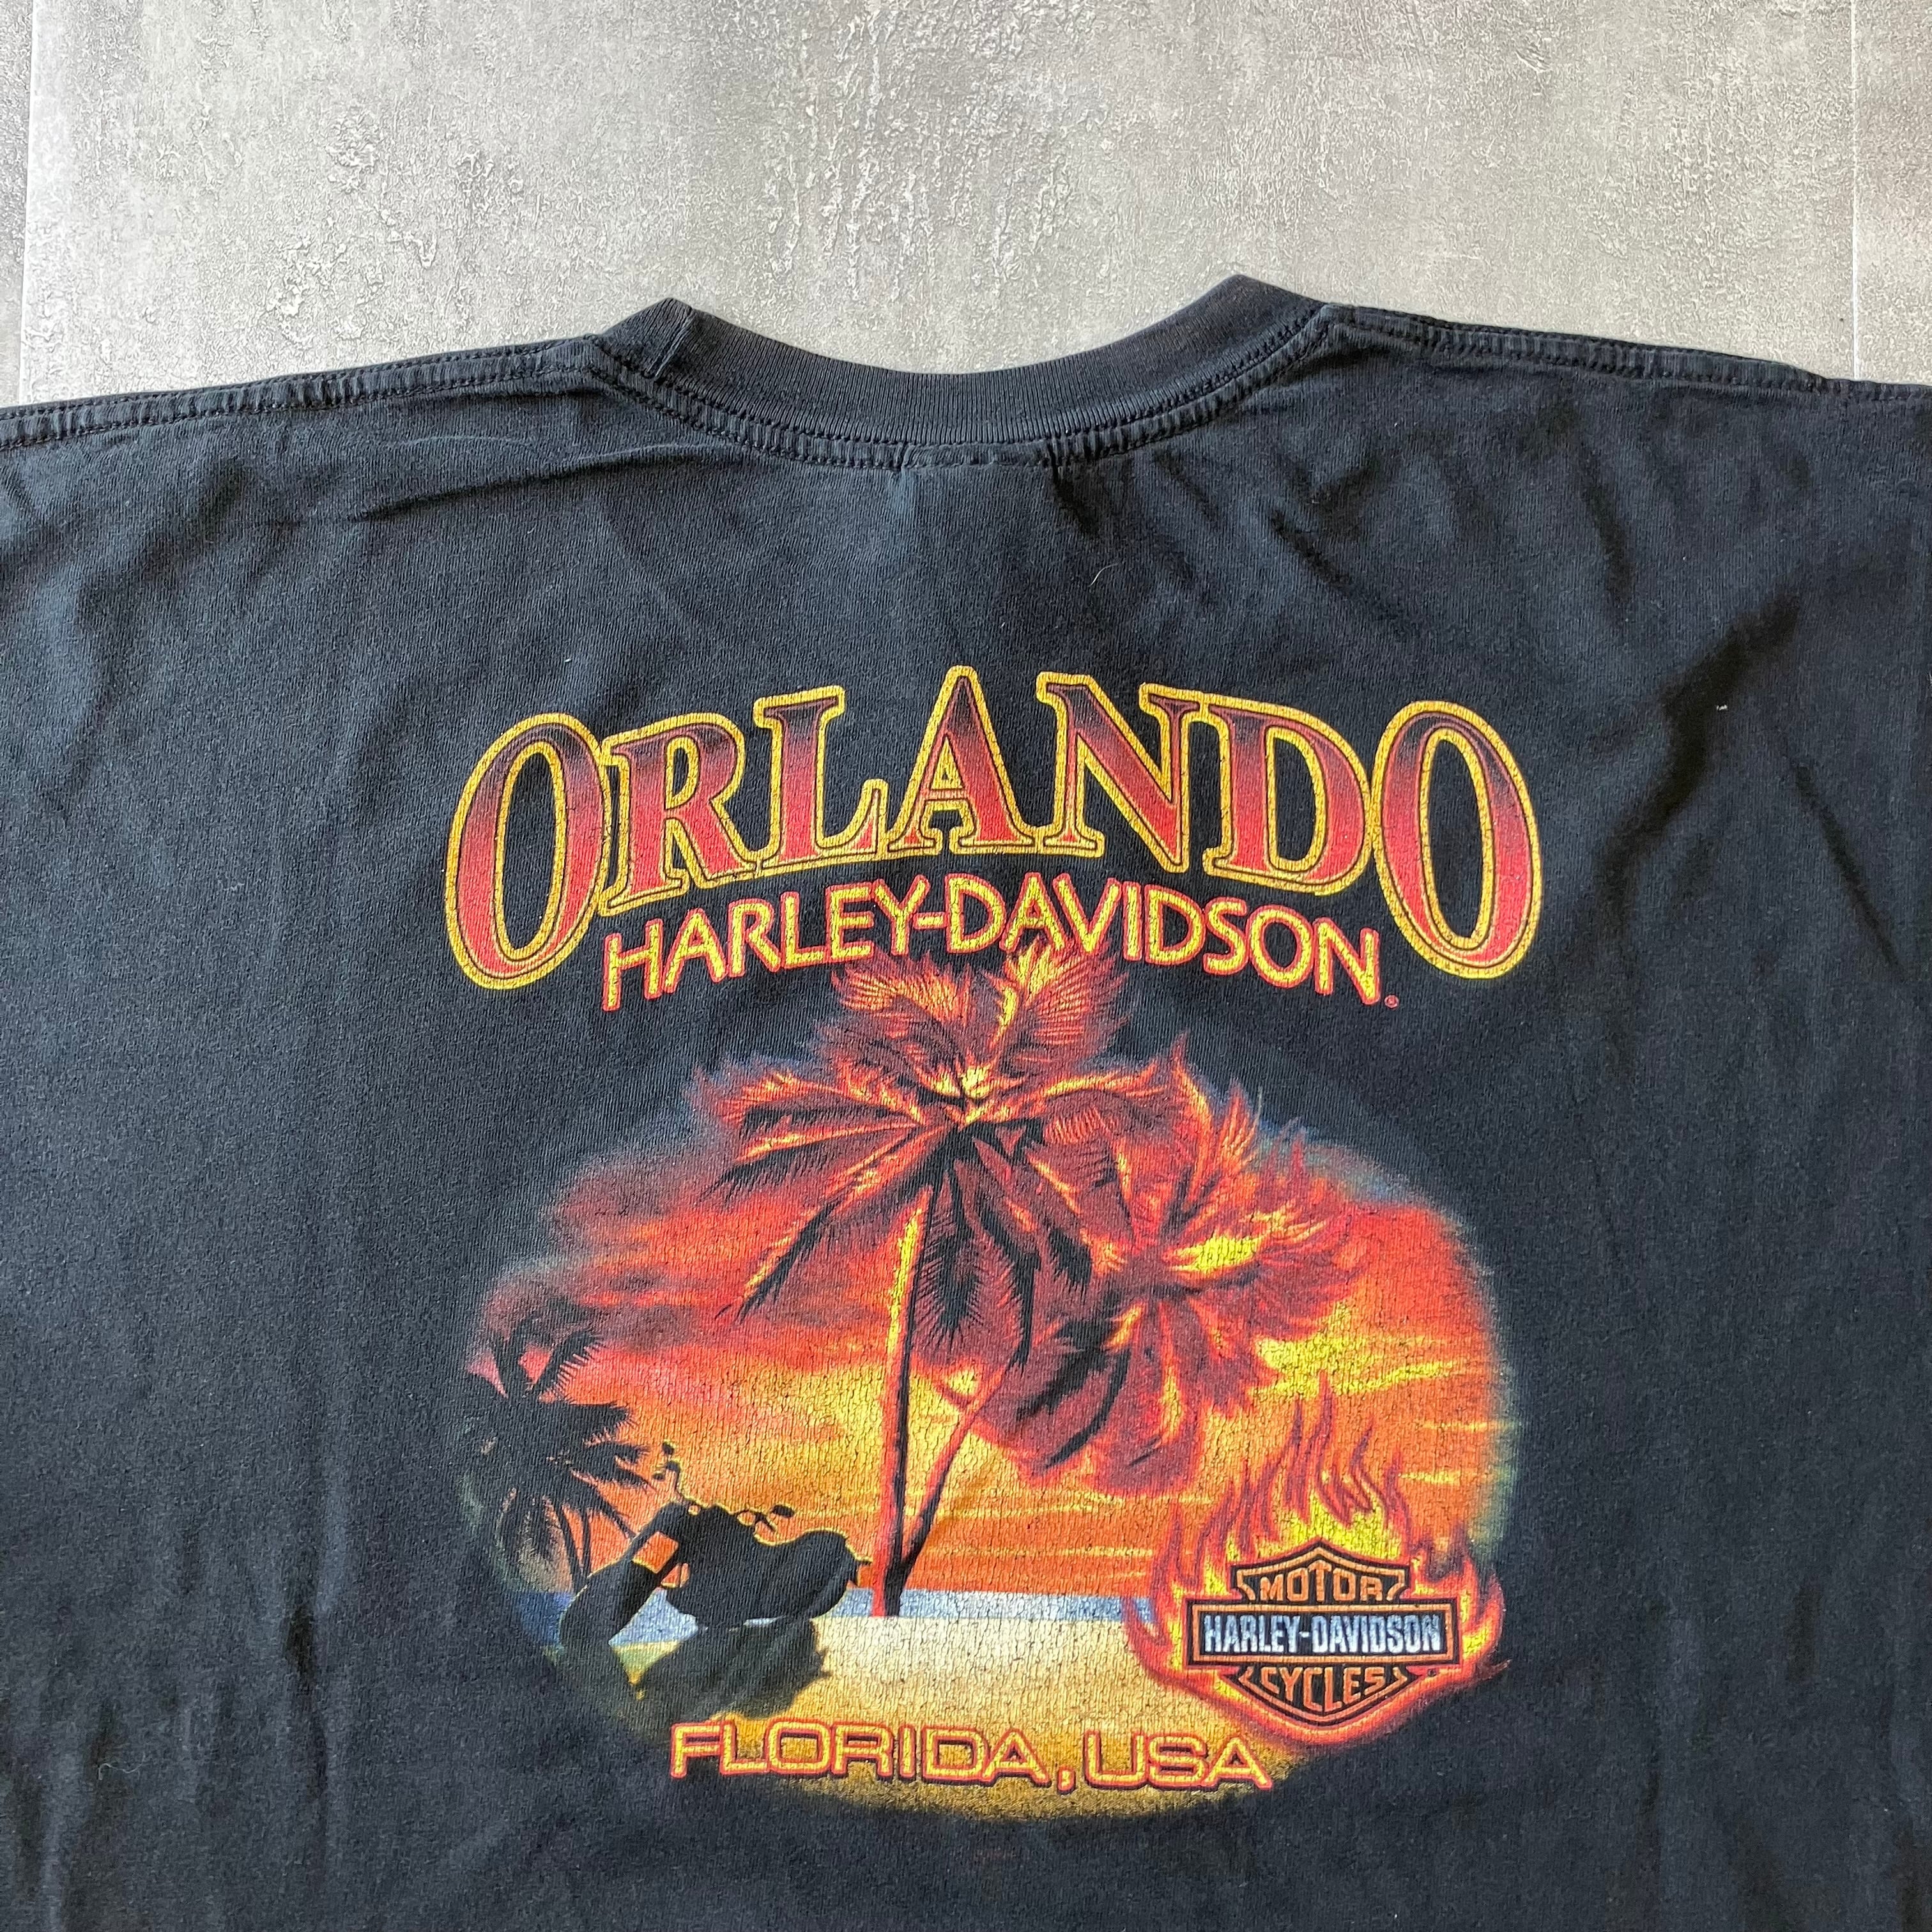 ORLANDO
HARLEY-DAVIDSON®
MOTOR
HARLEY-DAVIDSON
CYCLES
FLORIDA, USA